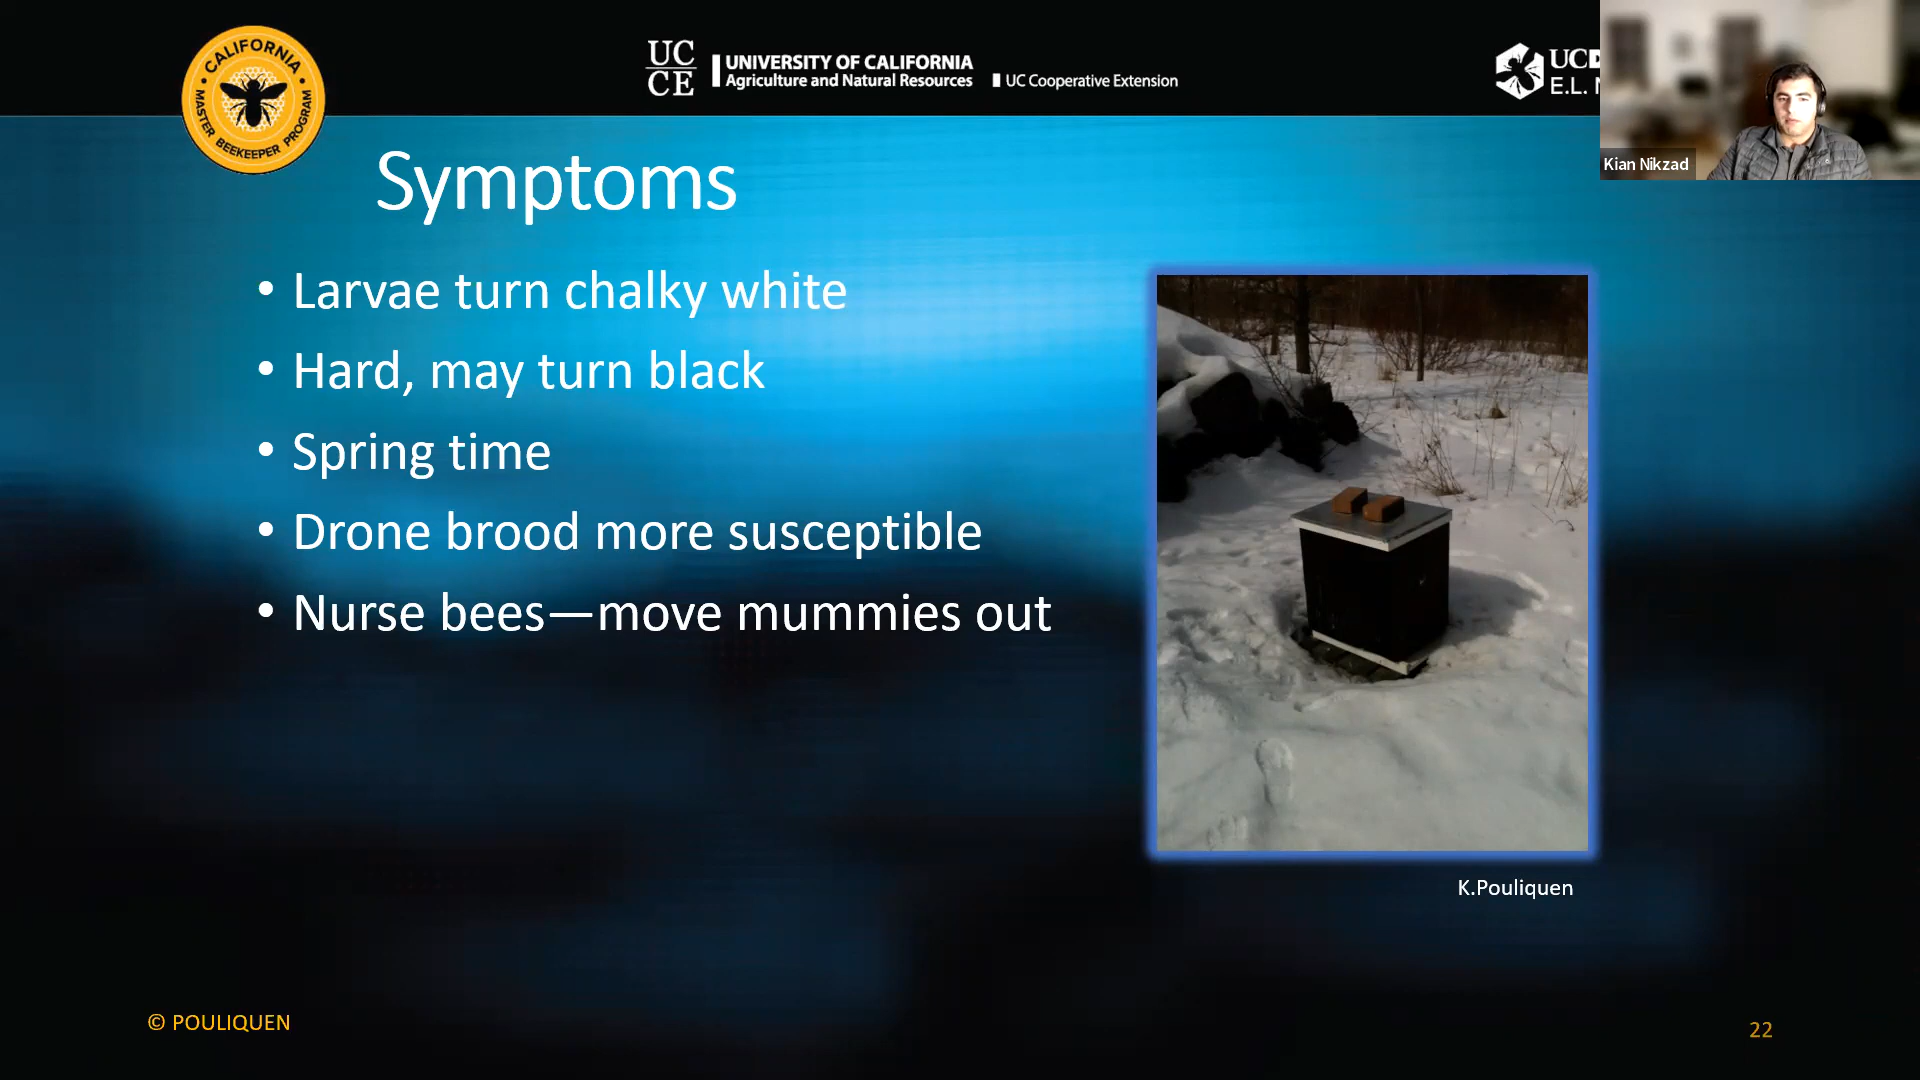 CALIFORNIA
MASTER BEEKEEPER PROGRAM
UC
CE
UNIVERSITY OF CALIFORNIA
Agriculture and Natural Resources
UC Cooperative Extension
E.L.
Kian Nikzad
Symptoms
• Larvae turn chalky white
• Hard, may turn black
• Spring time
• Drone brood more susceptible
• Nurse bees—move mummies out
K.Pouliquen
© POULIQUEN
22